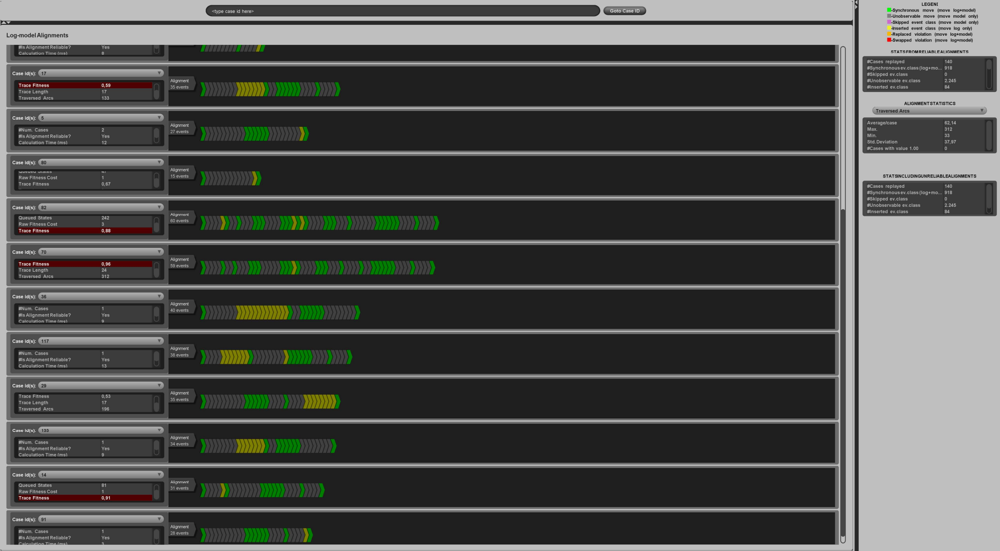 <type case id here>
Goto Case ID
Log-model Alignments
#Is Alignment Reliable? Yes
Calculation Time (ms) 8
Case id(s): 17
Trace Fitness 0,59
Trace Length 17
Traversed Arcs 133
Alignment
35 events
Case id(s): 5
#Num. Cases 2
#Is Alignment Reliable? Yes
Calculation Time (ms) 12
Alignment
27 events
Case id(s): 80
Queued States 47
Raw Fitness Cost 1
Trace Fitness 0,67
Alignment
15 events
Case id(s): 82
Queued States 242
Raw Fitness Cost 3
Trace Fitness 0,88
Alignment
60 events
Case id(s): 70
Trace Fitness 0,96
Trace Length 24
Traversed Arcs 312
Alignment
59 events
Case id(s): 36
#Num. Cases 1
#Is Alignment Reliable? Yes
Calculation Time (ms) 9
Alignment
40 events
Case id(s): 117
#Num. Cases 1
#Is Alignment Reliable? Yes
Calculation Time (ms) 13
Alignment
38 events
Case id(s): 29
Trace Fitness 0,53
Trace Length 17
Traversed Arcs 196
Alignment
35 events
Case id(s). 133
#Num. Cases 1
#Is Alignment Reliable? Yes
Calculation Time (ms) 9
Alignment
34 events
Case id(s): 14
Queued States 81
Raw Fitness Cost 1
Trace Fitness 0,91
Alignment
31 events
Case id(s): 91
#Num. Cases 1
#Is Alignment Reliable? Yes
Calculation Time (ms) 3
Alignment
28 events
LEGEND
-Synchronous move (move log+model)
-Unobservable move (move model only)
-Skipped event class (move model only)
-Inserted event class (move log only)
-Replaced violation (move log+model)
-Swapped violation (move log+model)
STATS FROM RELIABLE ALIGNMENTS
#Cases replayed 140
#Synchronous ev.class (log+mo... 918
#Skipped ev.class 0
#Unobservable ev.class 2.245
#Inserted ev.class 84
ALIGNMENT STATISTICS
Traversed Arcs
Average/case 62,14
Max. 312
Min. 33
Std. Deviation 37,97
#Cases with value 1.00 0
STATS INCLUDING UNRELIABLE ALIGNMENTS
#Cases replayed 140
#Synchronous ev.class (log+mo... 918
#Skipped ev.class 0
#Unobservable ev.class 2.245
#Inserted ev.class 84